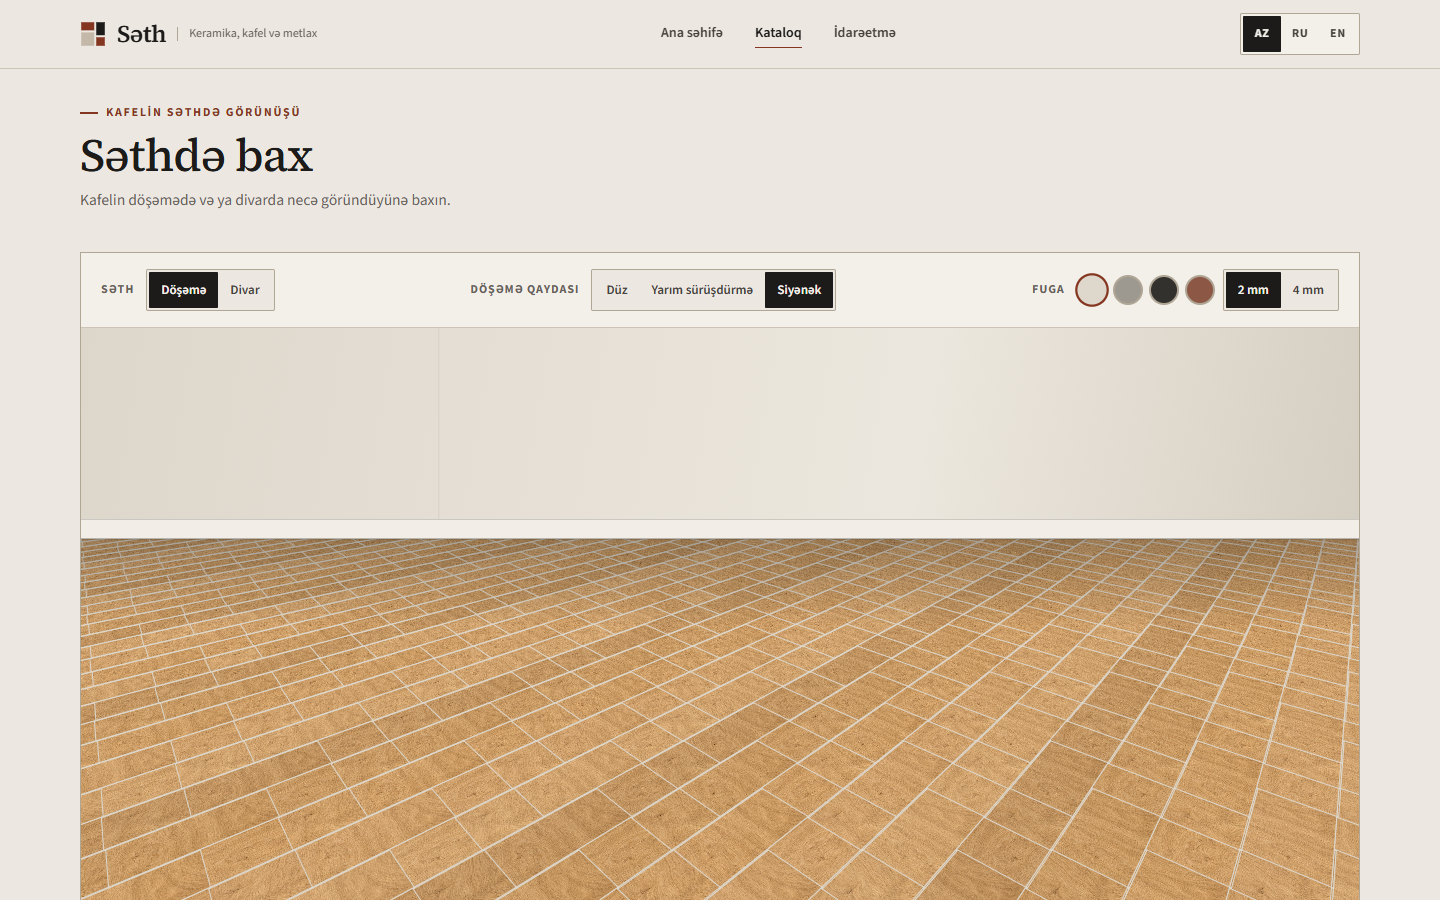 Səth
Keramika, kafel və metlax
Ana səhifə
Kataloq
İdarəetmə
AZ
RU
EN
KAFELİN SƏTHDƏ GÖRÜNÜŞÜ
Səthdə bax
Kafelin döşəmədə və ya divarda necə göründüyünə baxın.
SƏTH
Döşəmə
Divar
DÖŞƏMƏ QAYDASI
Düz
Yarım sürüşdürmə
Siyənək
FUGA
2 mm
4 mm